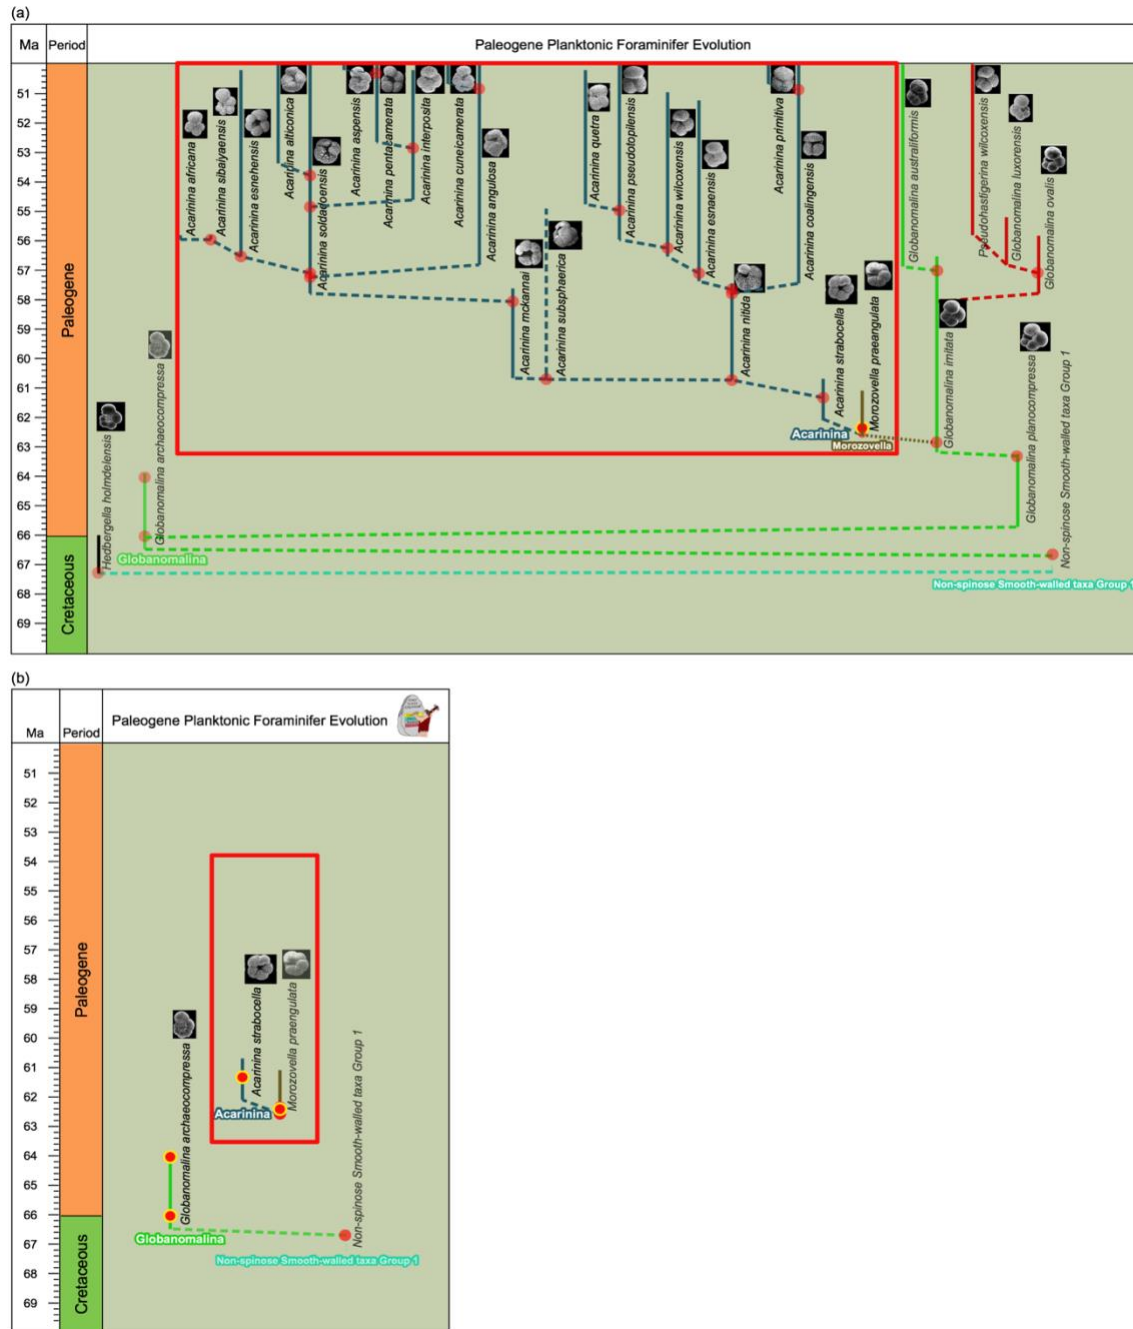 (a)
Ma Period Paleogene Planktonic Foraminifer Evolution
51
52
53
54
55
56
57
58
59
60
61
62
63
64
65
66
67
68
69
Paleogene
Cretaceous
Hedbergella holmdelensis
Globanomalina archaeocompressa
Acarinina africana
Acarinina sibaiyaensis
Acarinina esnehensis
Acarinina alticonica
Acarinina soldadoensis
Acarinina aspensis
Acarinina pentacamerata
Acarinina interposita
Acarinina cuneicamerata
Acarinina angulosa
Acarinina mckannai
Acarinina subsphaerica
Acarinina quetra
Acarinina pseudotopilensis
Acarinina wilcoxensis
Acarinina esnaensis
Acarinina nitida
Acarinina primitiva
Acarinina coalingensis
Acarinina strabocella
Morozovella praeangulata
Globanomalina australiformis
Globanomalina imitata
Pseudohastigerina wilcoxensis
Globanomalina luxorensis
Globanomalina ovalis
Globanomalina planocompressa
Non-spinose Smooth-walled taxa Group 1
Acarinina
Morozovella
Globanomalina
Non-spinose Smooth-walled taxa Group 1
(b)
Ma Period Paleogene Planktonic Foraminifer Evolution
51
52
53
54
55
56
57
58
59
60
61
62
63
64
65
66
67
68
69
Paleogene
Cretaceous
Globanomalina archaeocompressa
Acarinina strabocella
Morozovella praengulata
Non-spinose Smooth-walled taxa Group 1
Acarinina
Globanomalina
Non-spinose Smooth-walled taxa Group 1